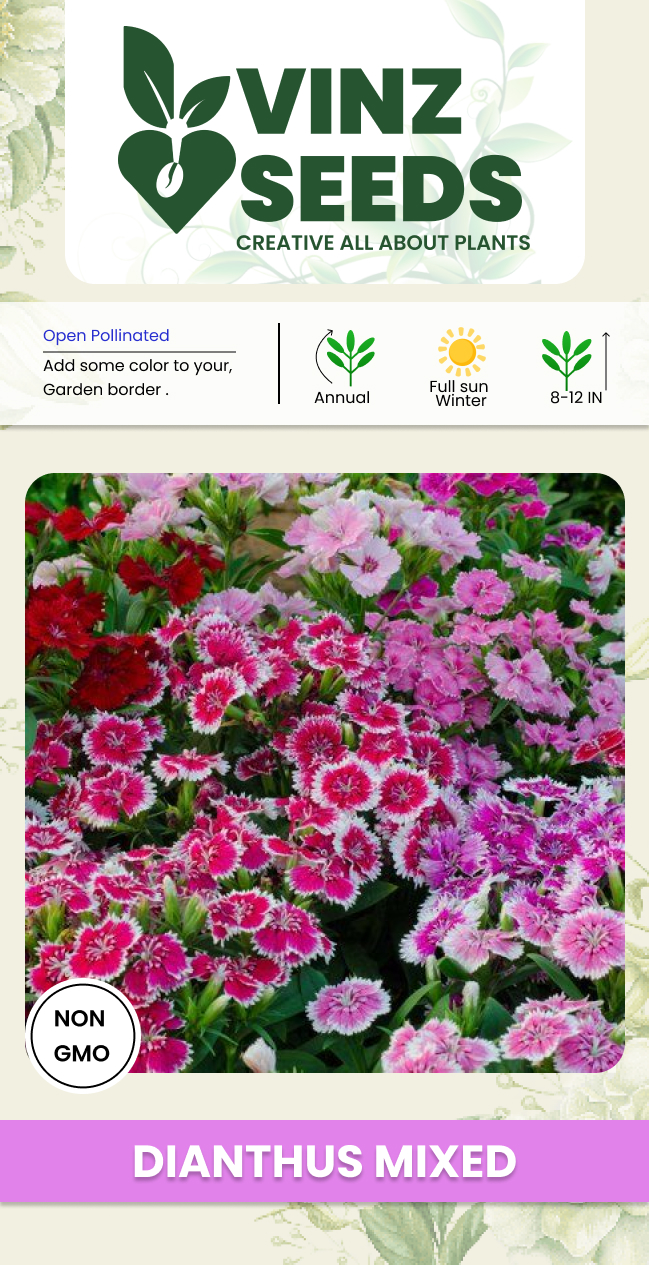 VINZ
SEEDS
CREATIVE ALL ABOUT PLANTS
Open Pollinated
Add some color to your,
Garden border .
Annual
Full sun
Winter
8-12 IN
NON
GMO
DIANTHUS MIXED